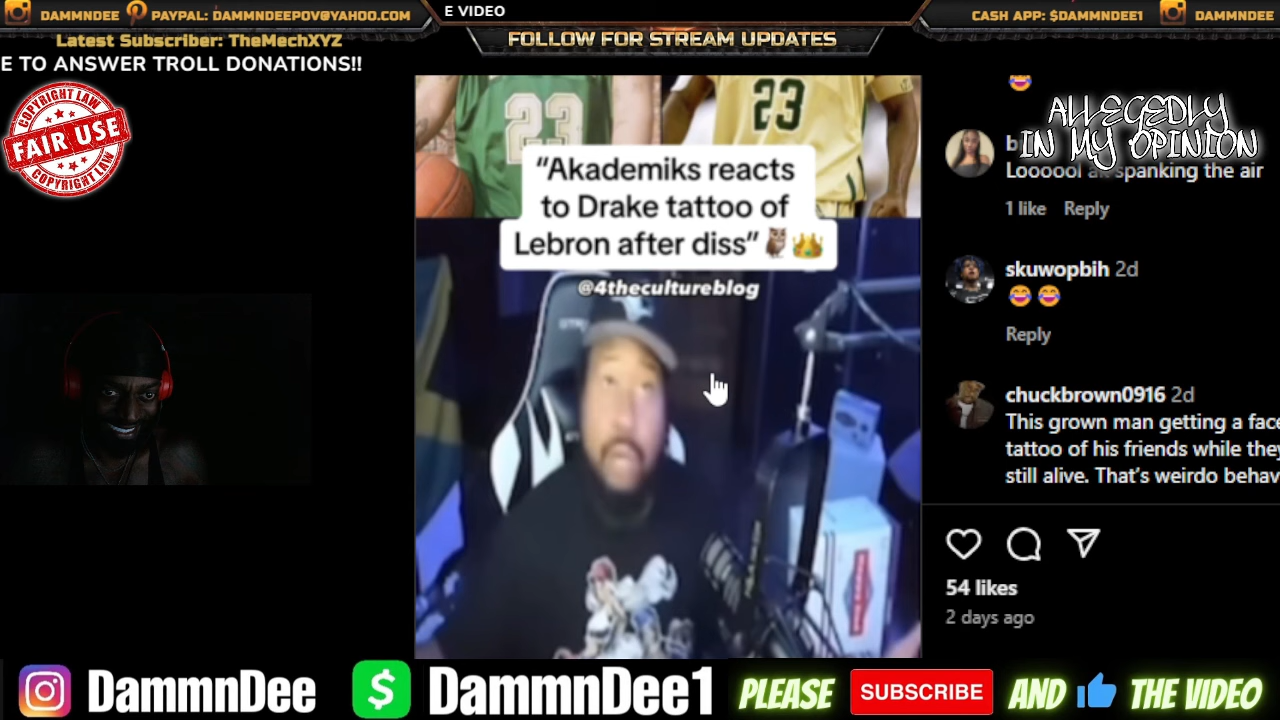 DAMMNDEE PAYPAL: DAMMNDEEPOV@YAHOO.COM
E VIDEO
CASH APP: $DAMMNDEE1 DAMMNDEE
Latest Subscriber: TheMechXYZ
FOLLOW FOR STREAM UPDATES
E TO ANSWER TROLL DONATIONS!!
COPYRIGHT LAW
FAIR USE
COPYRIGHT LAW
23
23
"Akademiks reacts
to Drake tattoo of
Lebron after diss"
@4theculureblog
ALLEGEDLY
IN MY OPINION
Loooool spanking the air
1 like Reply
skuwopbih 2d
Reply
chuckbrown0916 2d
This grown man getting a face
tattoo of his friends while they
still alive. That's weirdo behav
54 likes
2 days ago
DammnDee
$
DammnDee1
PLEASE
SUBSCRIBE
AND
THE VIDEO